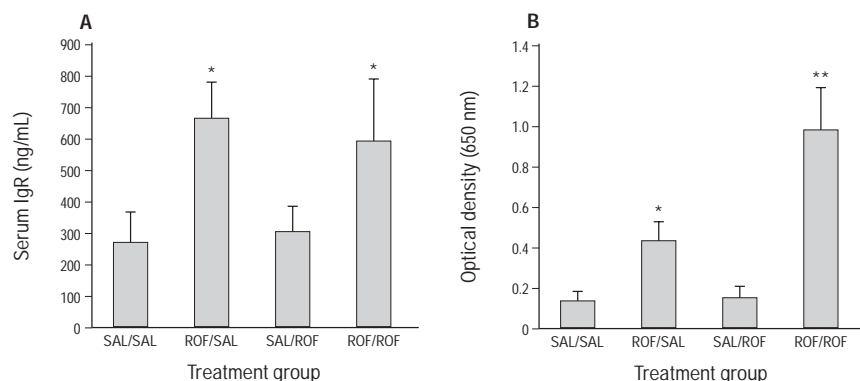 A
900
800
700
600
500
400
300
200
100
0
Serum IgR (ng/mL)
*
*
SAL/SAL ROF/SAL SAL/ROF ROF/ROF
Treatment group
B
1.4
1.2
1.0
0.8
0.6
0.4
0.2
0
Optical density (650 nm)
*
**
SAL/SAL ROF/SAL SAL/ROF ROF/ROF
Treatment group